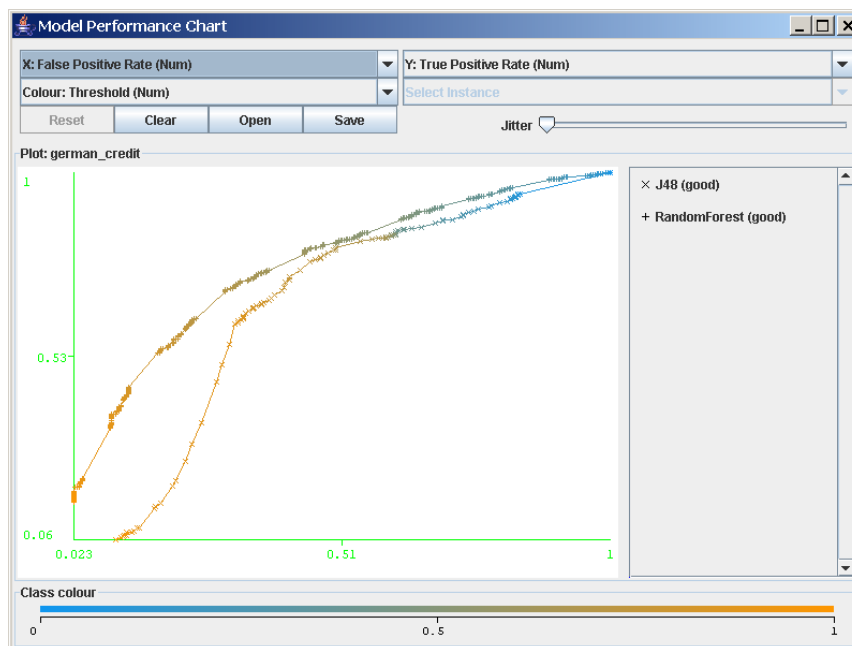 Model Performance Chart
X: False Positive Rate (Num)
Y: True Positive Rate (Num)
Colour: Threshold (Num)
Select Instance
Reset
Clear
Open
Save
Jitter
Plot: german_credit
1
0.53
0.06
0.023
0.51
1
× J48 (good)
+ RandomForest (good)
Class colour
0
0.5
1